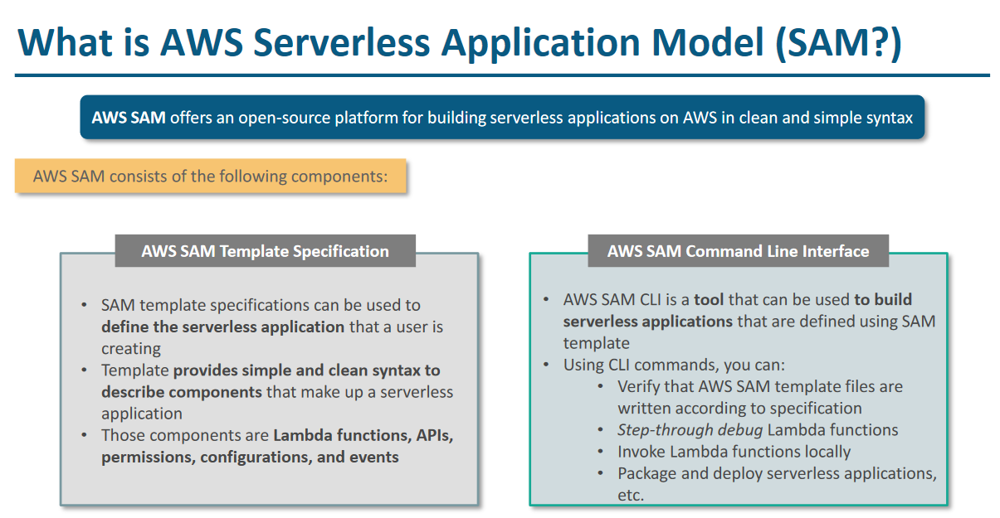 What is AWS Serverless Application Model (SAM?)
AWS SAM offers an open-source platform for building serverless applications on AWS in clean and simple syntax
AWS SAM consists of the following components:
AWS SAM Template Specification
• SAM template specifications can be used to
define the serverless application that a user is
creating
• Template provides simple and clean syntax to
describe components that make up a serverless
application
• Those components are Lambda functions, APIs,
permissions, configurations, and events
AWS SAM Command Line Interface
• AWS SAM CLI is a tool that can be used to build
serverless applications that are defined using SAM
template
• Using CLI commands, you can:
• Verify that AWS SAM template files are
written according to specification
• Step-through debug Lambda functions
• Invoke Lambda functions locally
• Package and deploy serverless applications,
etc.